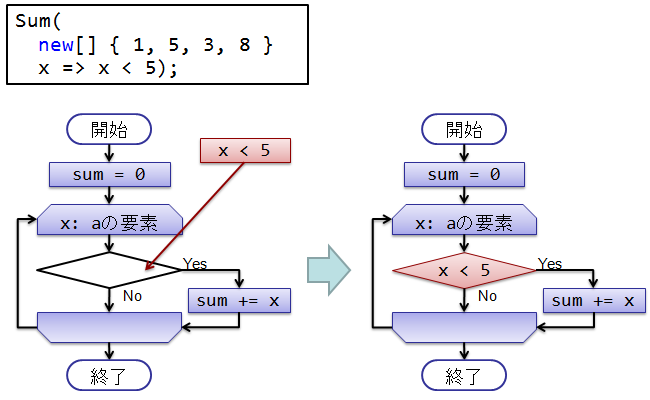 Sum(
new[] { 1, 5, 3, 8 }
x => x < 5);
開始
sum = 0
x: aの要素
x < 5
Yes
No
sum += x
終了
開始
sum = 0
x: aの要素
x < 5
Yes
No
sum += x
終了